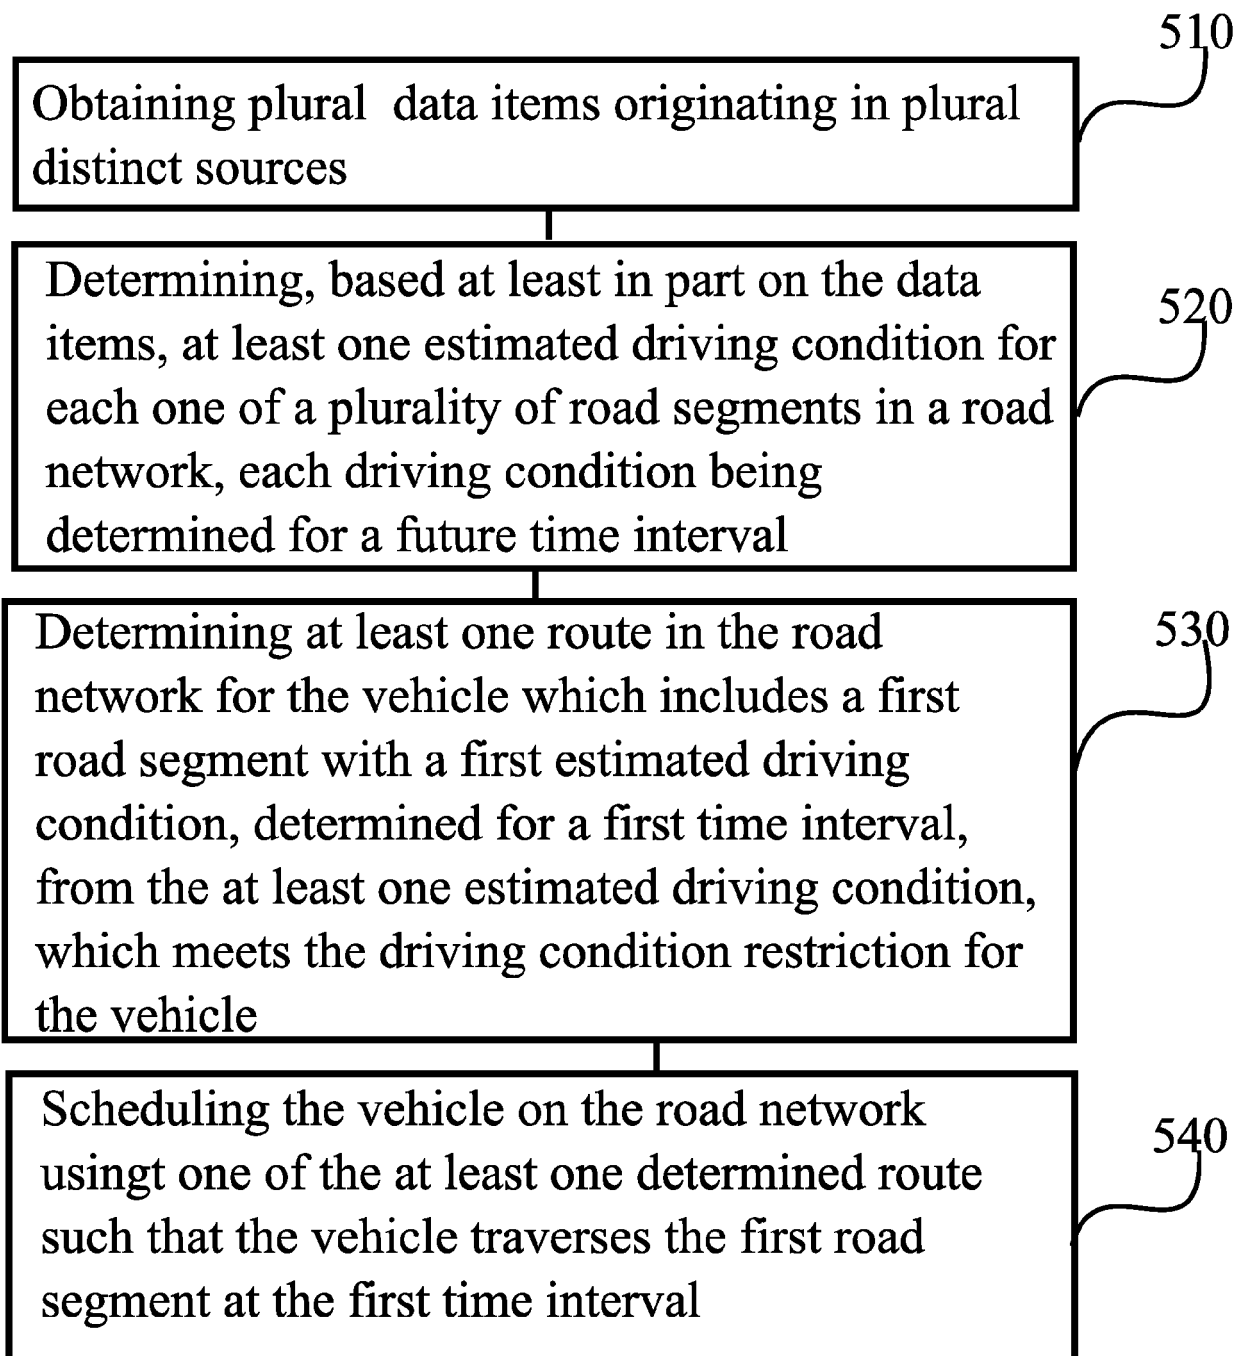 510
Obtaining plural data items originating in plural
distinct sources
520
Determining, based at least in part on the data
items, at least one estimated driving condition for
each one of a plurality of road segments in a road
network, each driving condition being
determined for a future time interval
530
Determining at least one route in the road
network for the vehicle which includes a first
road segment with a first estimated driving
condition, determined for a first time interval,
from the at least one estimated driving condition,
which meets the driving condition restriction for
the vehicle
540
Scheduling the vehicle on the road network
usingt one of the at least one determined route
such that the vehicle traverses the first road
segment at the first time interval